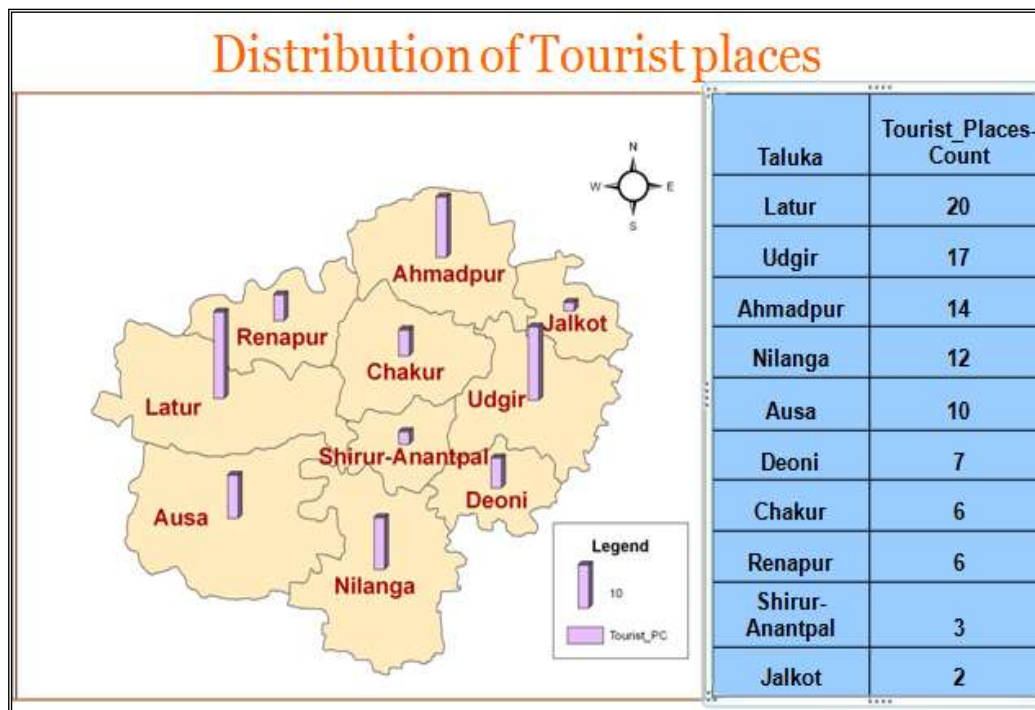 Distribution of Tourist places
N
W
E
S
Ahmadpur
Jalkot
Renapur
Chakur
Udgir
Latur
Shirur-Anantpal
Deoni
Ausa
Nilanga
Legend
10
Tourist_PC
Taluka
Tourist_Places-
Count
Latur 20
Udgir 17
Ahmadpur 14
Nilanga 12
Ausa 10
Deoni 7
Chakur 6
Renapur 6
Shirur-
Anantpal 3
Jalkot 2